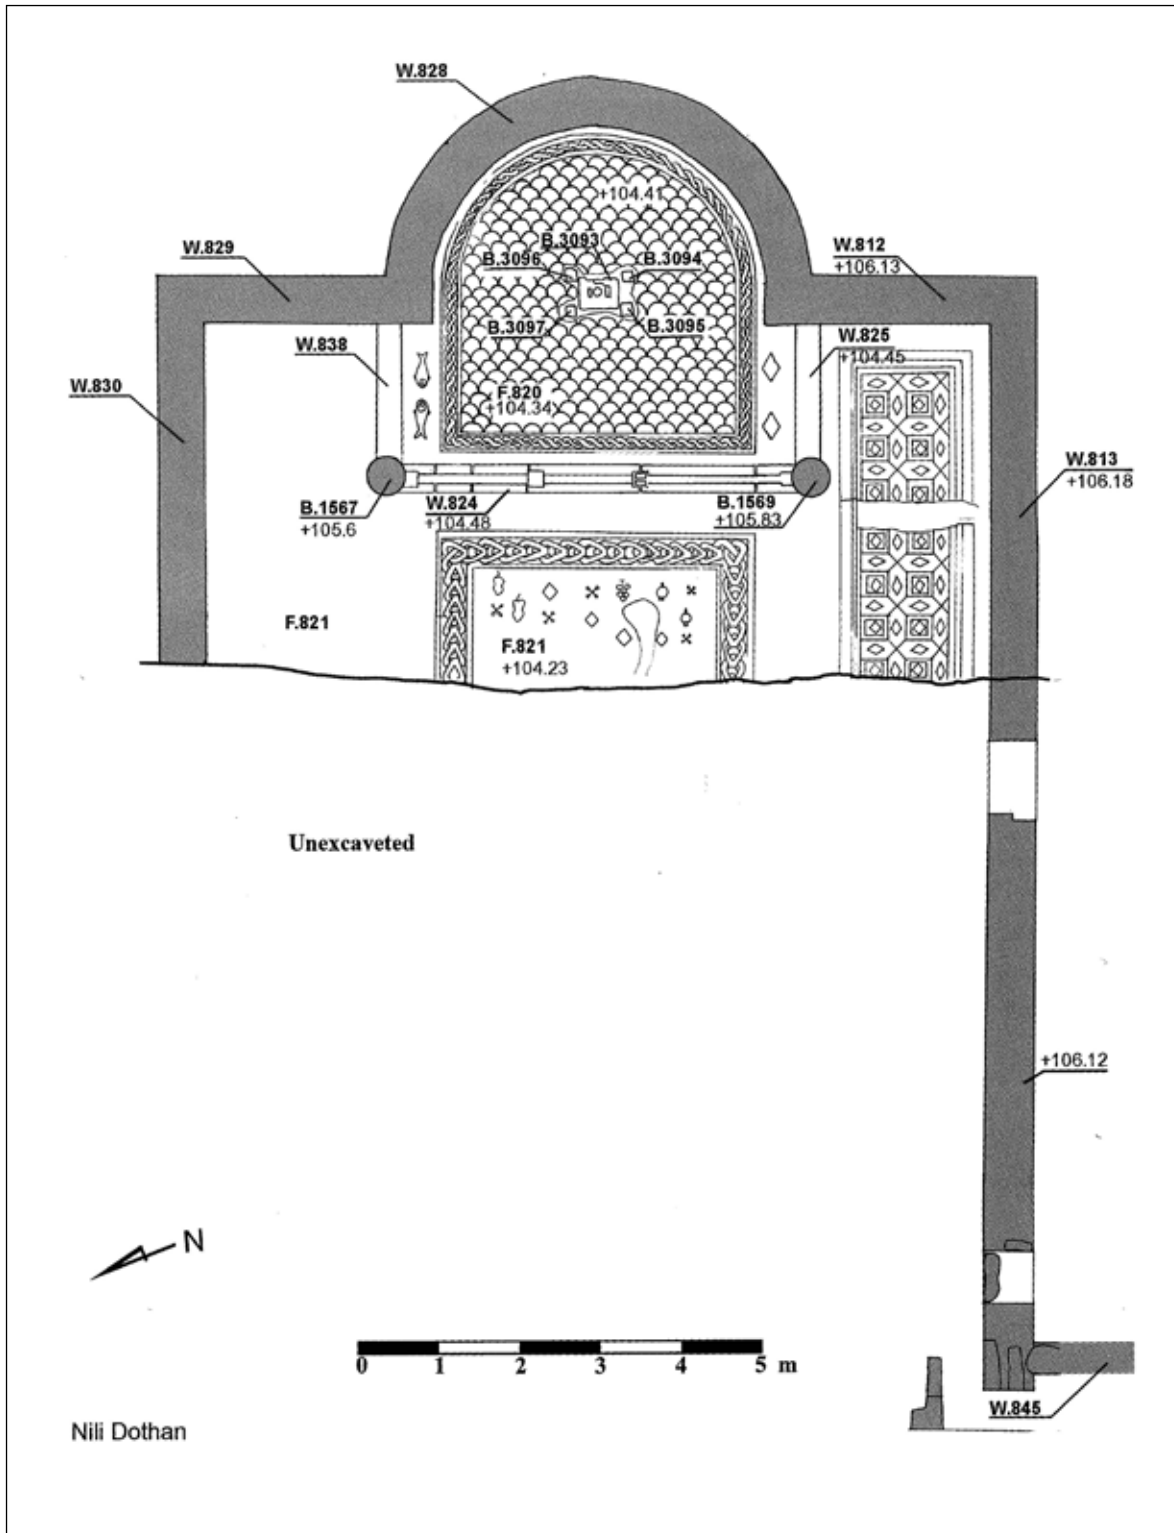 W.828
+104.41
B.3093
W.829
B.3096
B.3094
W.812
+106.13
B.3097
B.3095
W.838
W.825
+104.45
W.830
F.820
+104.34
W.813
+106.18
B.1567
+105.6
W.824
+104.48
B.1569
+105.83
F.821
F.821
+104.23
Unexcaveted
+106.12
N
0 1 2 3 4 5 m
W.845
Nili Dothan